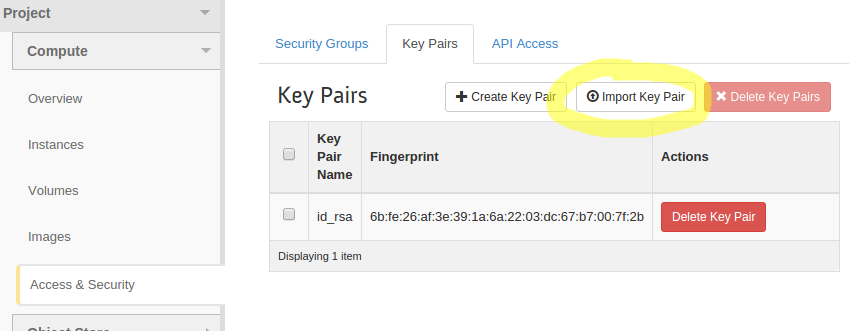 Project
Compute
Overview
Instances
Volumes
Images
Access & Security
Object Store
Security Groups
Key Pairs
API Access
Key Pairs
Create Key Pair
Import Key Pair
Delete Key Pairs
Key
Pair
Name
Fingerprint
Actions
id_rsa
6b:fe:26:af:3e:39:1a:6a:22:03:dc:67:b7:00:7f:2b
Delete Key Pair
Displaying 1 item